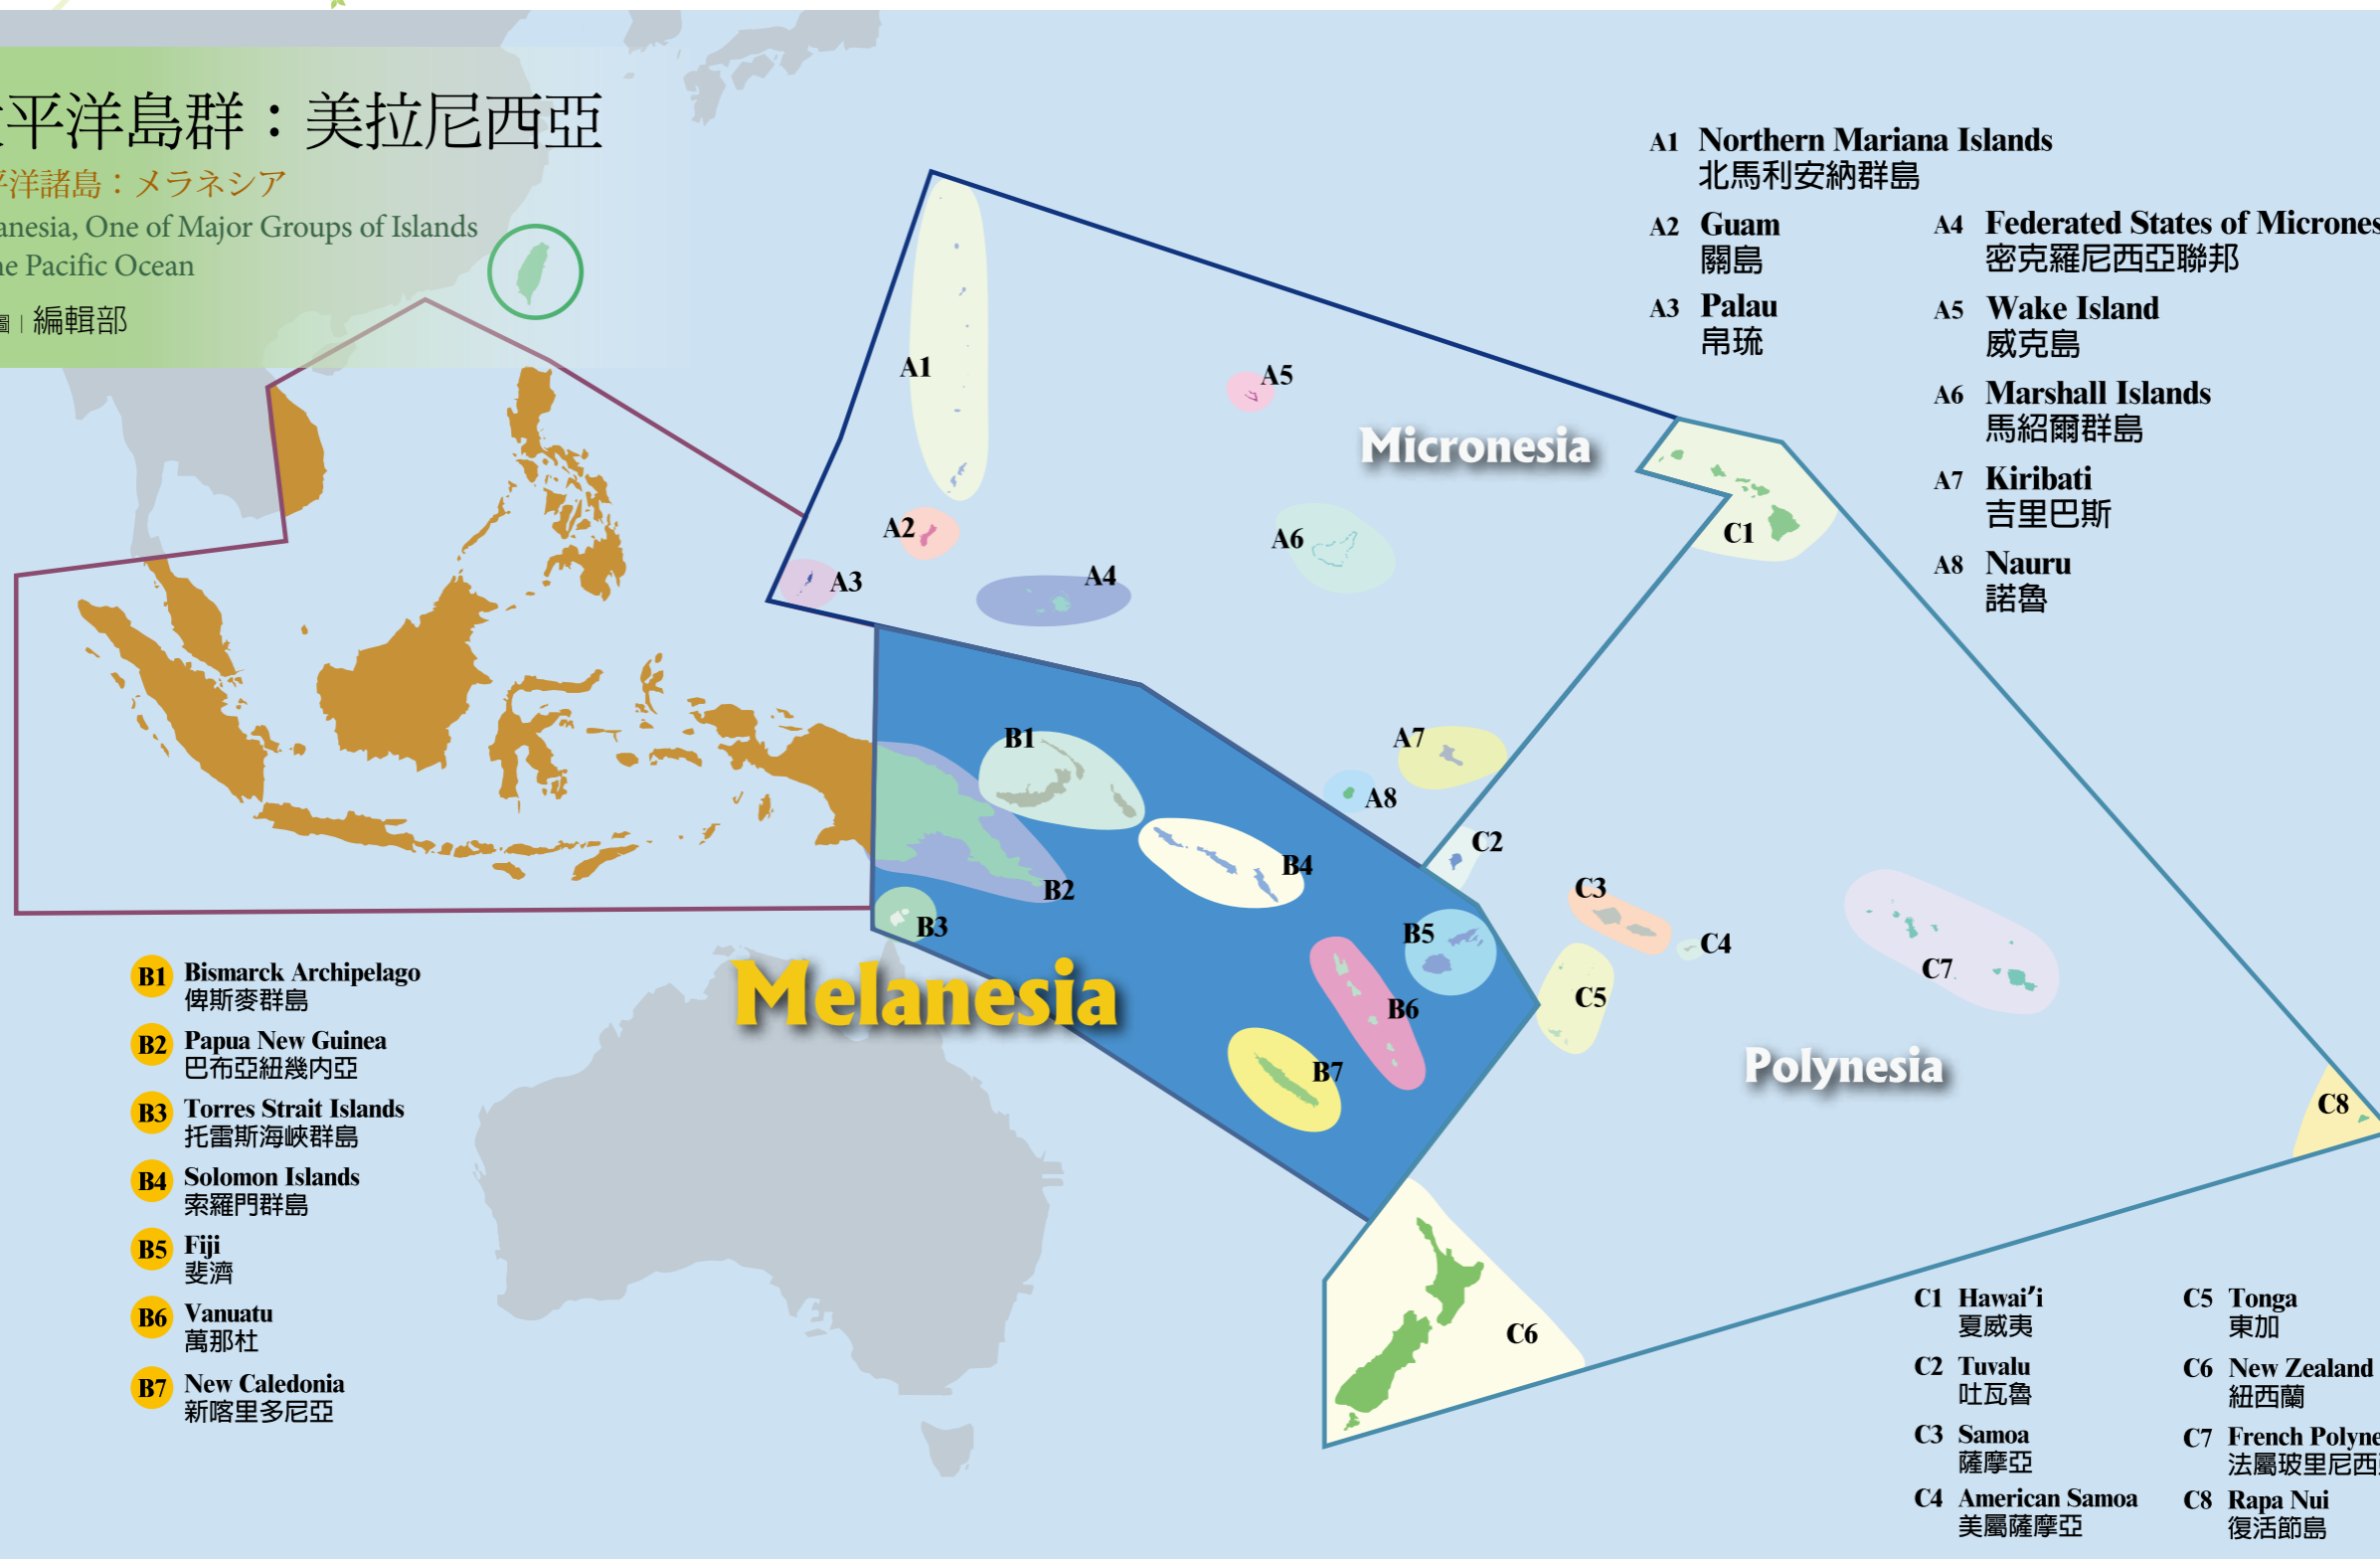 平洋島群：美拉尼西亞
洋諸島：メラネシア
anesia, One of Major Groups of Islands
Pacific Ocean
編輯部
A1 Northern Mariana Islands
北馬利安納群島
A2 Guam
關島
A3 Palau
帛琉
A4 Federated States of Micrones
密克羅尼西亞聯邦
A5 Wake Island
威克島
A6 Marshall Islands
馬紹爾群島
A7 Kiribati
吉里巴斯
A8 Nauru
諾魯
A1
A5
Micronesia
A2
A6
C1
A3
A4
B1
A7
A8
C2
B4
B2
C3
B3
B5
C4
C7
Melanesia
C5
B6
Polynesia
B7
C8
C6
B1 Bismarck Archipelago
俾斯麥群島
B2 Papua New Guinea
巴布亞紐幾內亞
B3 Torres Strait Islands
托雷斯海峽群島
B4 Solomon Islands
索羅門群島
B5 Fiji
斐濟
B6 Vanuatu
萬那杜
B7 New Caledonia
新喀里多尼亞
C1 Hawai'i
夏威夷
C2 Tuvalu
吐瓦魯
C3 Samoa
薩摩亞
C4 American Samoa
美屬薩摩亞
C5 Tonga
東加
C6 New Zealand
紐西蘭
C7 French Polyne
法屬玻里尼西
C8 Rapa Nui
復活節島